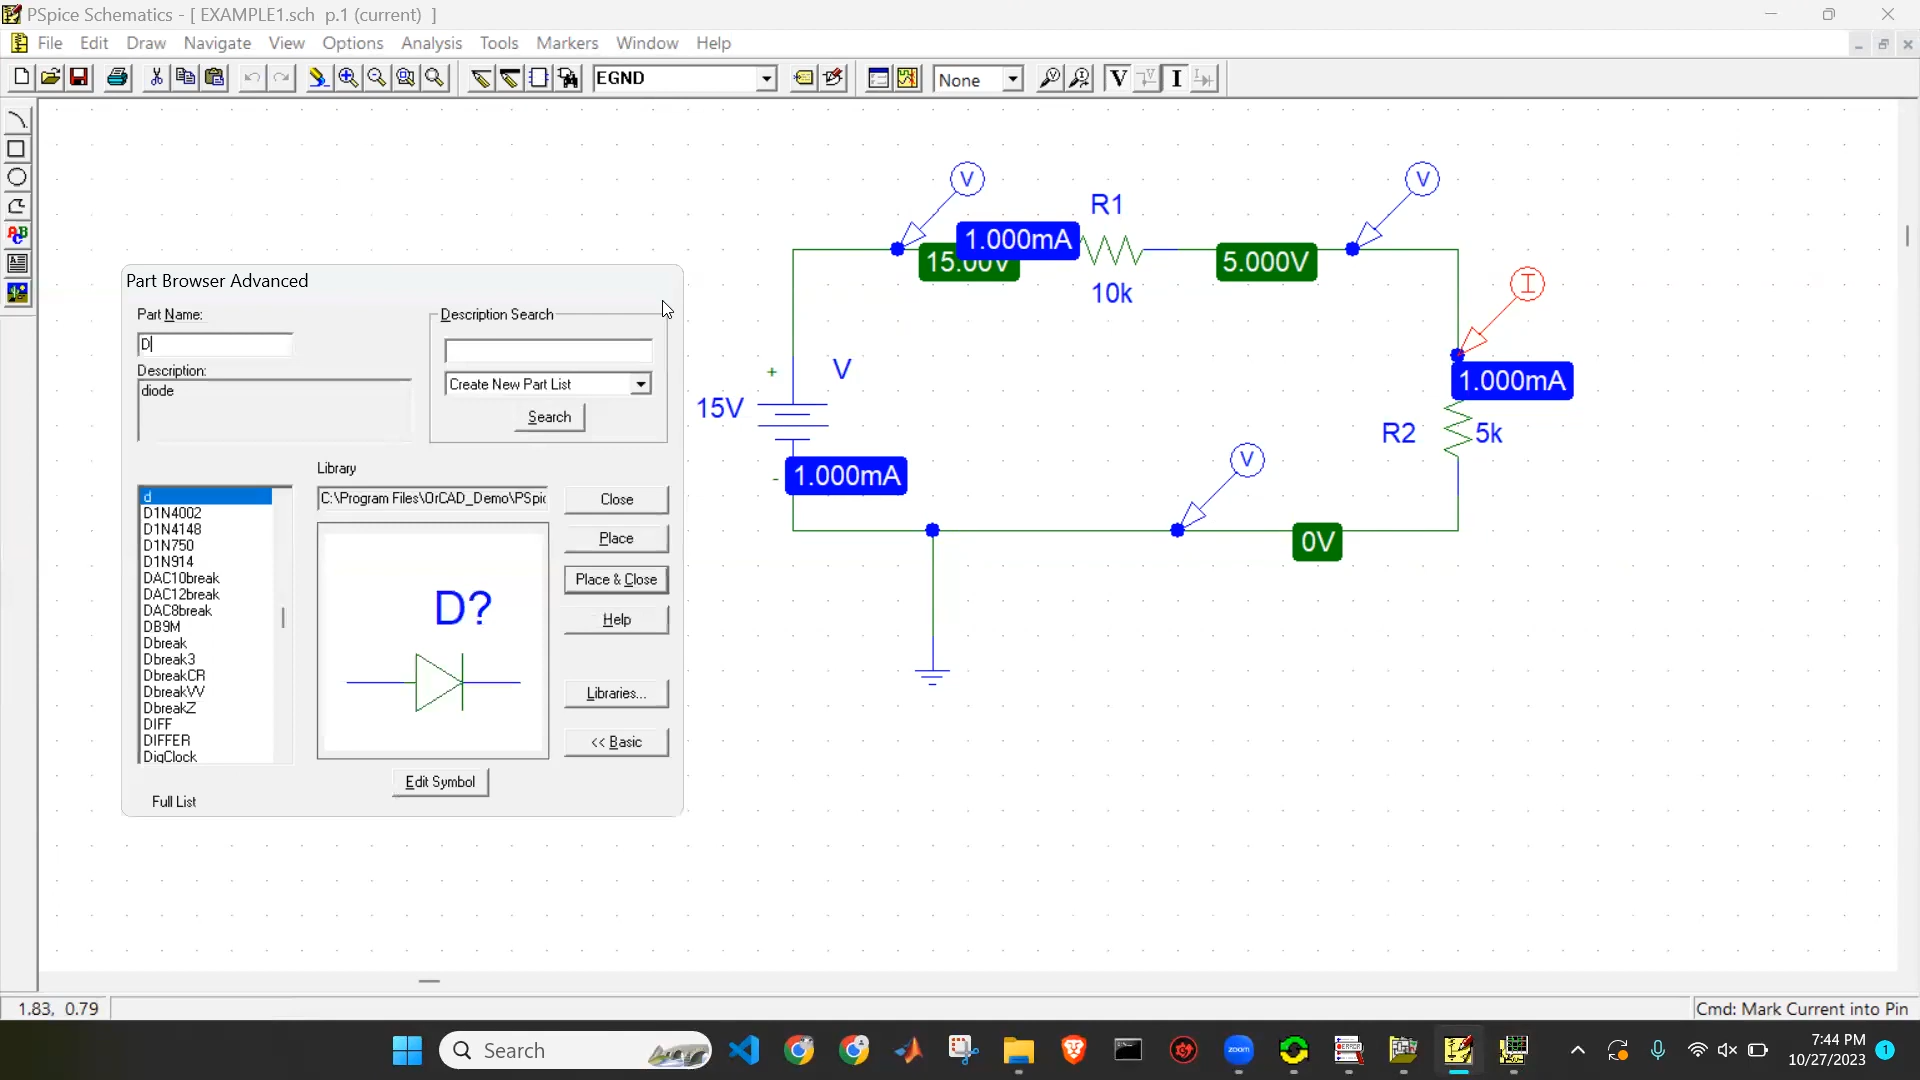 PSpice Schematics - [ EXAMPLE1.sch p.1 (current) ]
File Edit Draw Navigate View Options Analysis Tools Markers Window Help
EGND
None
V
I
ABC
V
V
R1
1.000mA
15.00V
5.000V
10k
I
Part Browser Advanced
Part Name:
D
Description:
diode
Description Search
Create New Part List
Search
+
V
15V
1.000mA
R2
5k
V
-
1.000mA
0V
Library
C:\Program Files\OrCAD_Demo\PSpic
d
D1N4002
D1N4148
D1N750
D1N914
DAC10break
DAC12break
DAC8break
DB9M
Dbreak
Dbreak3
DbreakCR
DbreakVV
DbreakZ
DIFF
DIFFER
DigClock
D?
Close
Place
Place & Close
Help
Libraries...
<< Basic
Edit Symbol
Full List
1.83, 0.79
Cmd: Mark Current into Pin
Search
zoom
ERROR
7:44 PM
10/27/2023
1